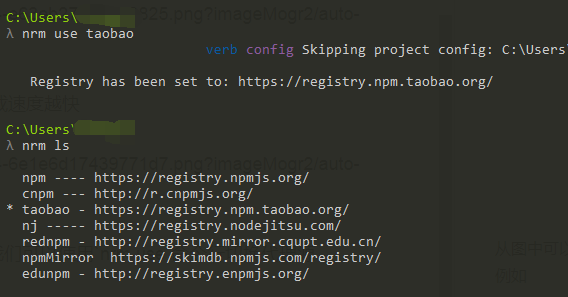 C:\Users\
λ nrm use taobao
verb config Skipping project config: C:\Users\
Registry has been set to: https://registry.npm.taobao.org/
C:\Users\
λ nrm ls
npm ---- https://registry.npmjs.org/
cnpm --- http://r.cnpmjs.org/
* taobao - https://registry.npm.taobao.org/
nj ----- https://registry.nodejitsu.com/
rednpm - http://registry.mirror.cqupt.edu.cn/
npmMirror  https://skimdb.npmjs.com/registry/
edunpm - http://registry.enpmjs.org/